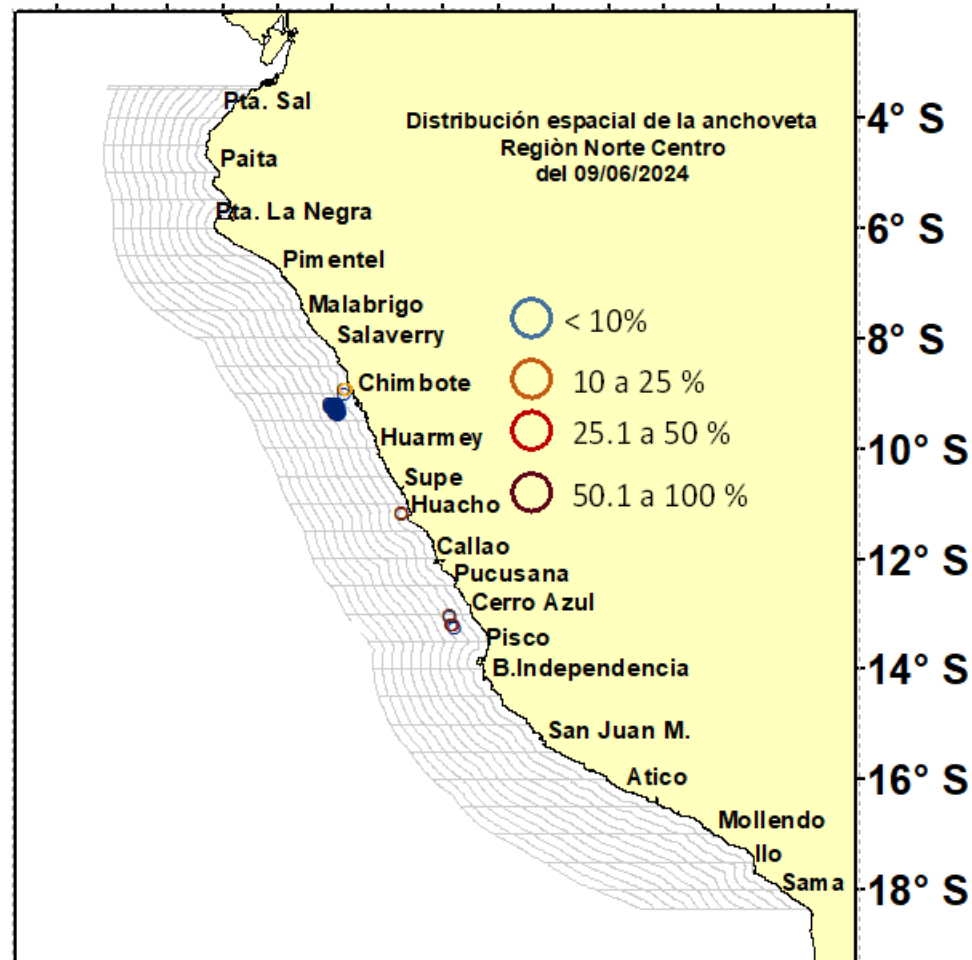 Pta. Sal
4° S
Distribución espacial de la anchoveta
Regiòn Norte Centro
del 09/06/2024
Paita
Pta. La Negra
6° S
Pimentel
Malabrigo
< 10%
Salaverry
8° S
Chimbote
10 a 25 %
Huarmey
25.1 a 50 %
10° S
Supe
Huacho
50.1 a 100 %
Callao
12° S
Pucusana
Cerro Azul
Pisco
B.Independencia
14° S
San Juan M.
Atico
16° S
Mollendo
Ilo
Sama
18° S